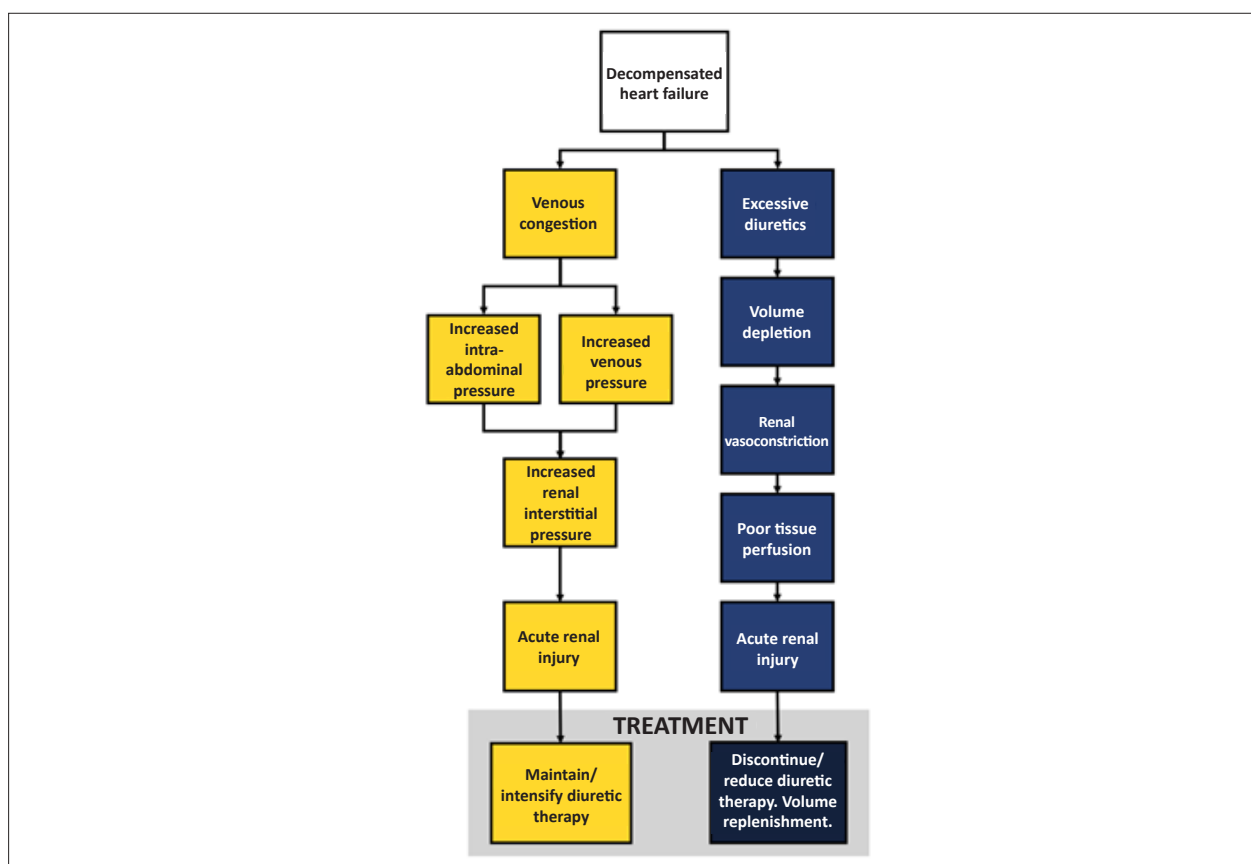 Decompensated
heart failure
Venous
congestion
Excessive
diuretics
Increased
intra-
abdominal
pressure
Increased
venous
pressure
Volume
depletion
Renal
vasoconstriction
Increased
renal
interstitial
pressure
Poor tissue
perfusion
Acute renal
injury
Acute renal
injury
TREATMENT
Maintain/
intensify diuretic
therapy
Discontinue/
reduce diuretic
therapy. Volume
replenishment.